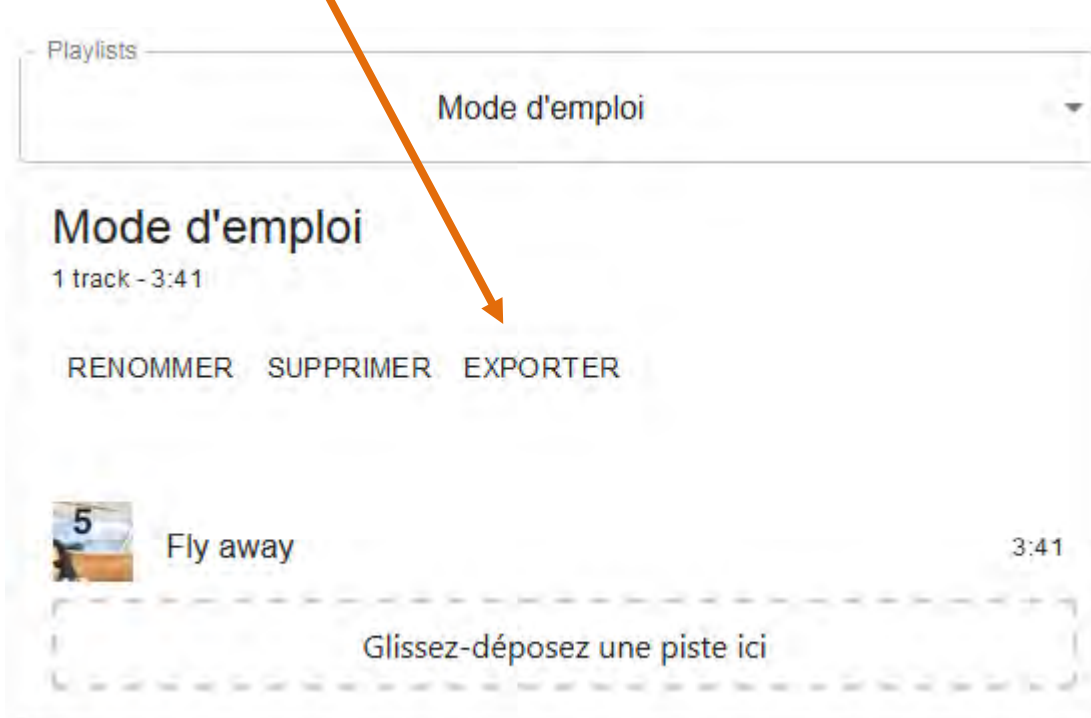 Playlists
Mode d'emploi
Mode d'emploi
1 track - 3:41
RENOMMER SUPPRIMER EXPORTER
5
Fly away 3:41
Glissez-déposez une piste ici